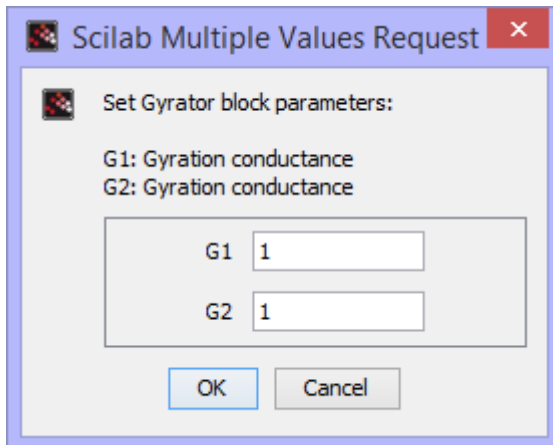 Scilab Multiple Values Request
Set Gyrator block parameters:
G1: Gyration conductance
G2: Gyration conductance
G1 1
G2 1
OK Cancel